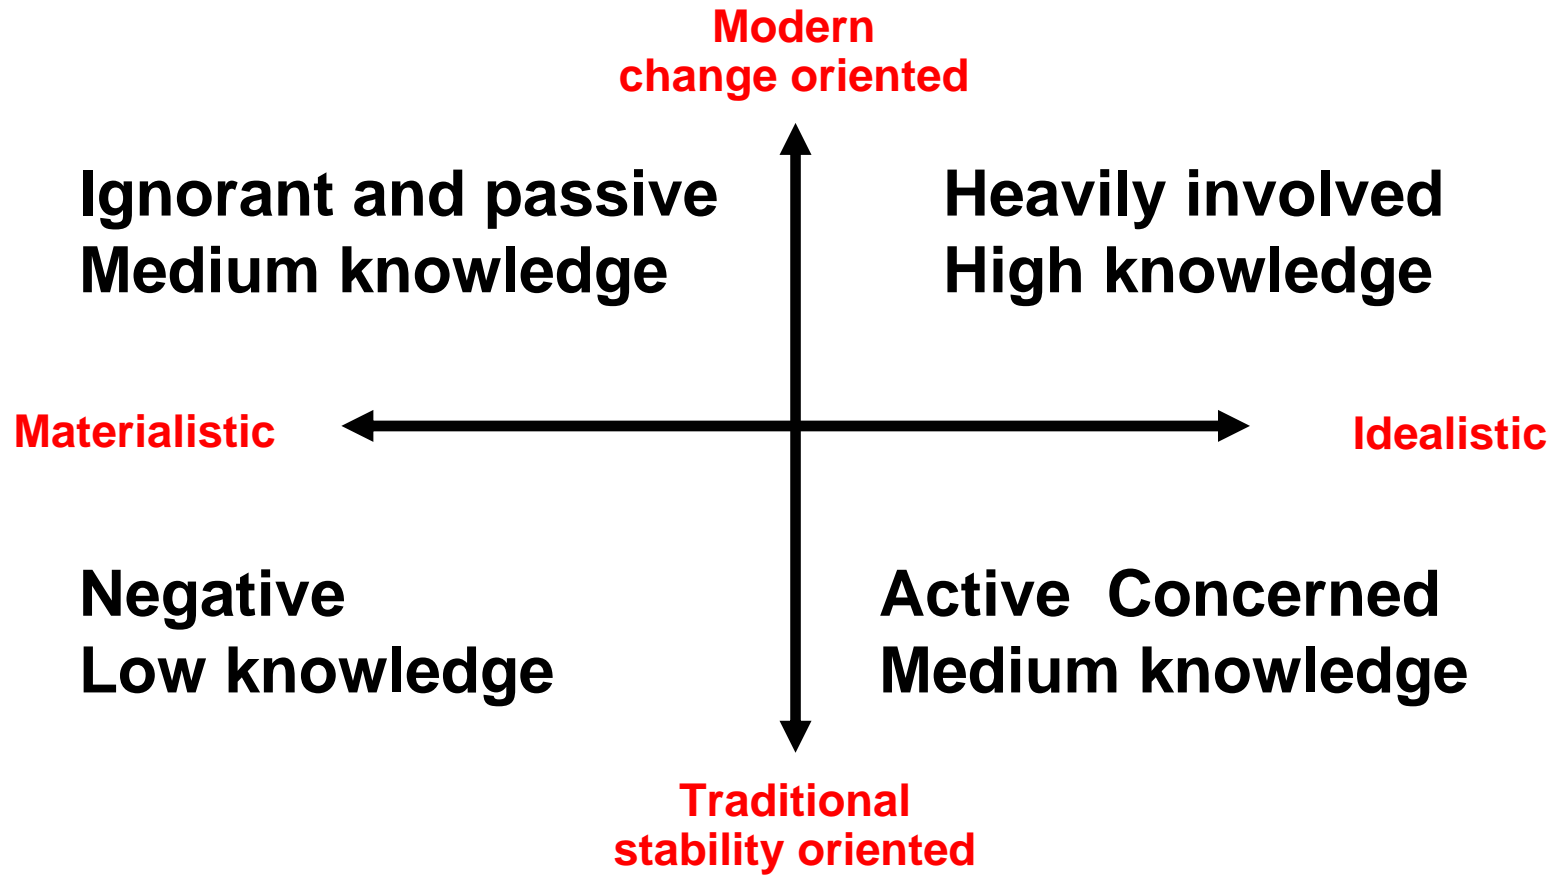 Modern
change oriented
Ignorant and passive
Medium knowledge
Heavily involved
High knowledge
Materialistic
Idealistic
Negative
Low knowledge
Active  Concerned
Medium knowledge
Traditional
stability oriented